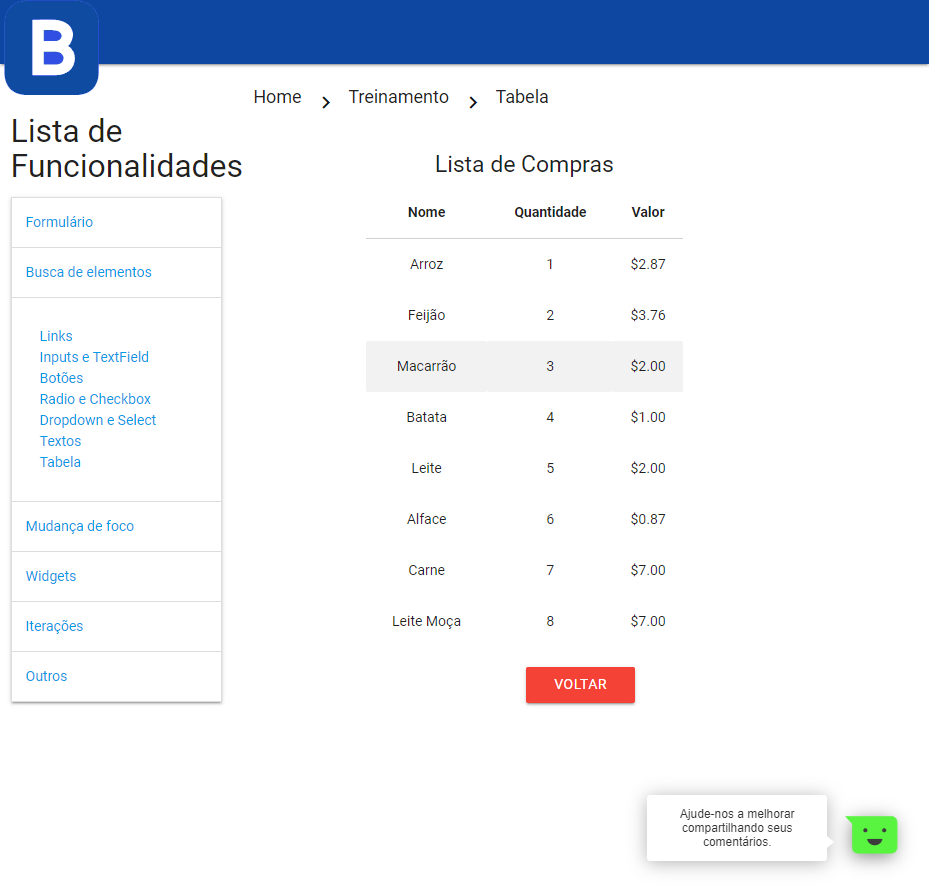 B
Home > Treinamento > Tabela
Lista de
Funcionalidades
Formulário
Busca de elementos
Links
Inputs e TextField
Botões
Radio e Checkbox
Dropdown e Select
Textos
Tabela
Mudança de foco
Widgets
Iterações
Outros
Lista de Compras
Nome Quantidade Valor
Arroz 1 $2.87
Feijão 2 $3.76
Macarrão 3 $2.00
Batata 4 $1.00
Leite 5 $2.00
Alface 6 $0.87
Carne 7 $7.00
Leite Moça 8 $7.00
VOLTAR
Ajude-nos a melhorar
compartilhando seus
comentários.